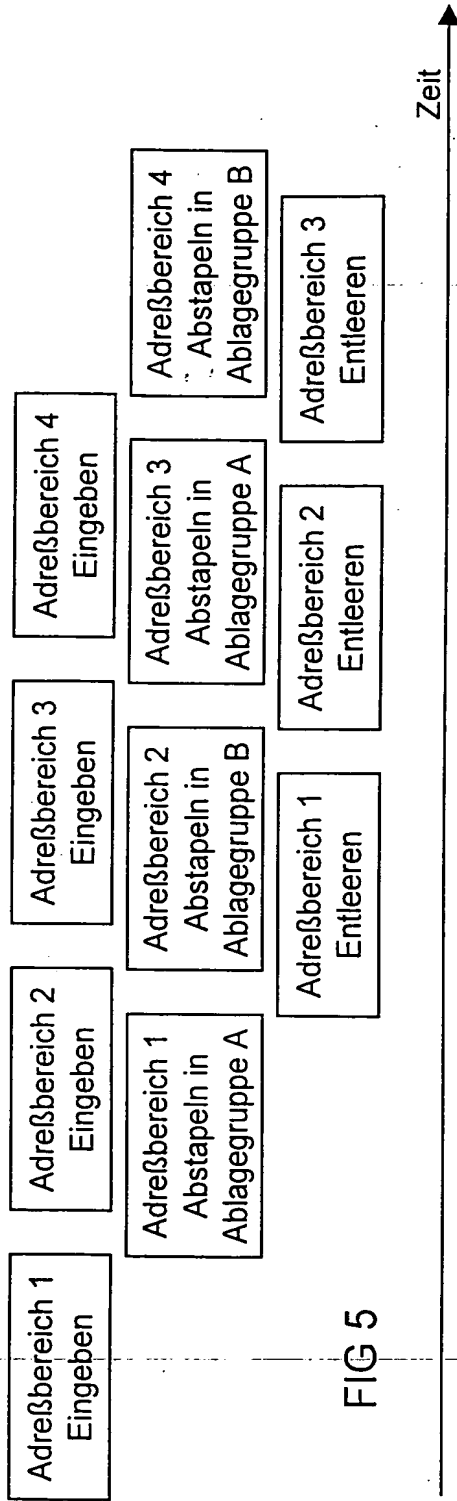 Adreßbereich 1
Eingeben
Adreßbereich 2
Eingeben
Adreßbereich 3
Eingeben
Adreßbereich 4
Eingeben
Adreßbereich 1
Abstapeln in
Ablagegruppe A
Adreßbereich 2
Abstapeln in
Ablagegruppe B
Adreßbereich 3
Abstapeln in
Ablagegruppe A
Adreßbereich 4
Abstapeln in
Ablagegruppe B
Adreßbereich 1
Entleeren
Adreßbereich 2
Entleeren
Adreßbereich 3
Entleeren
FIG 5
Zeit